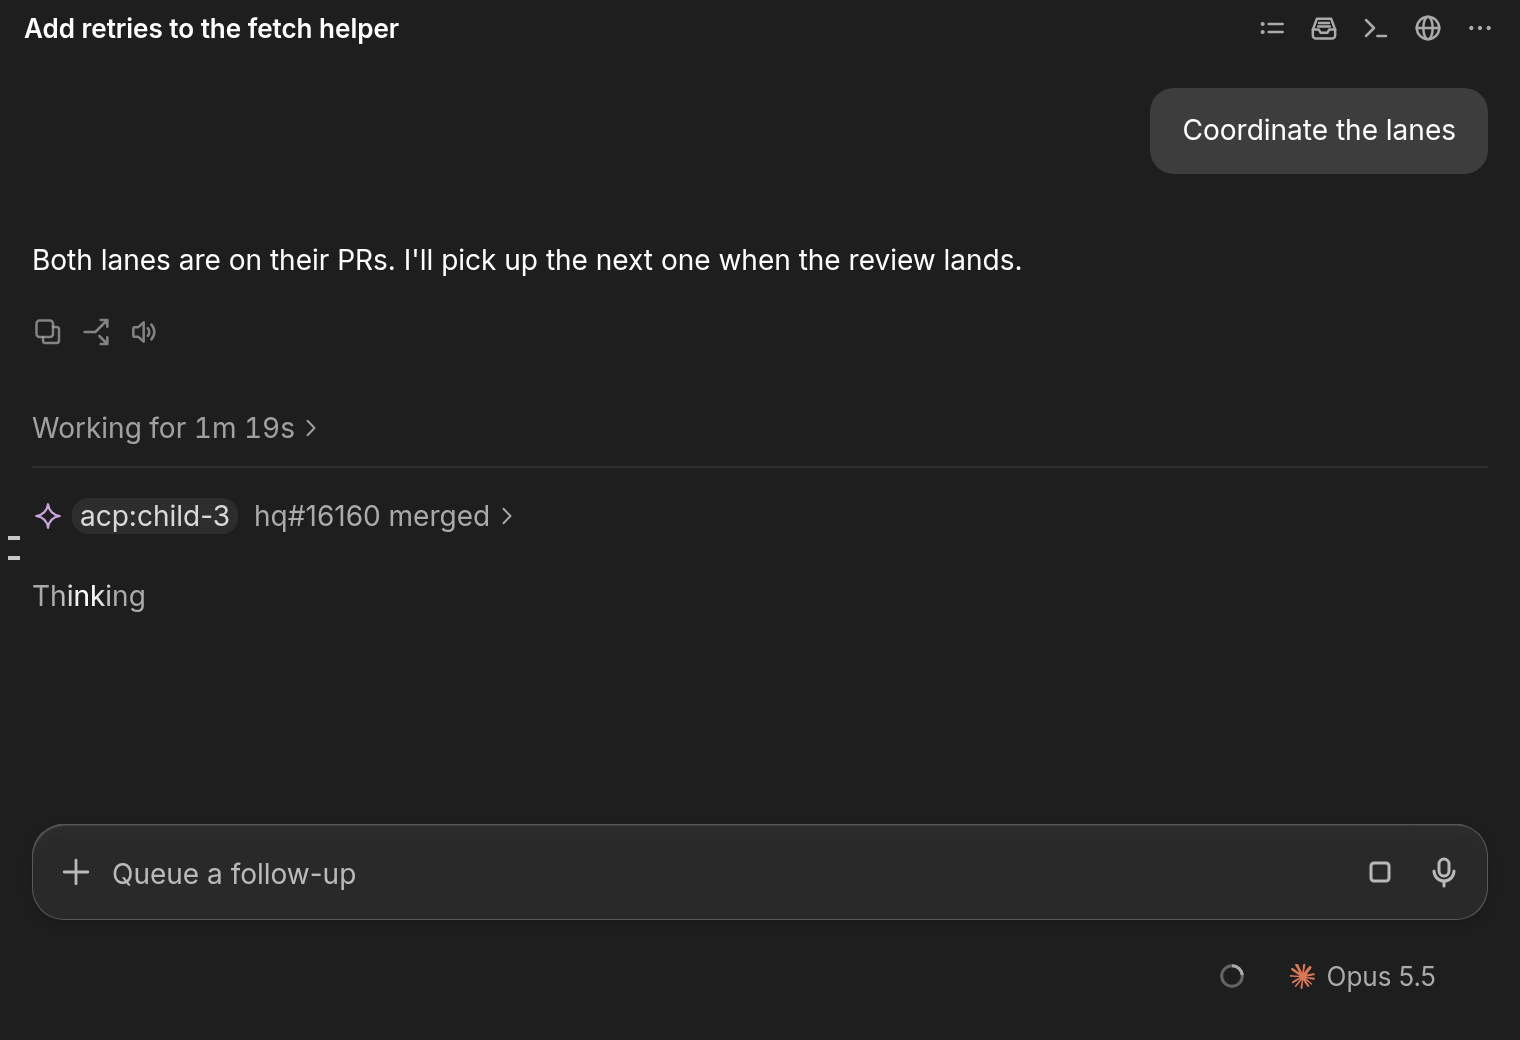 Add retries to the fetch helper
Coordinate the lanes
Both lanes are on their PRs. I'll pick up the next one when the review lands.
Working for 1m 19s
acp:child-3 hq#16160 merged
Thinking
Queue a follow-up
Opus 5.5